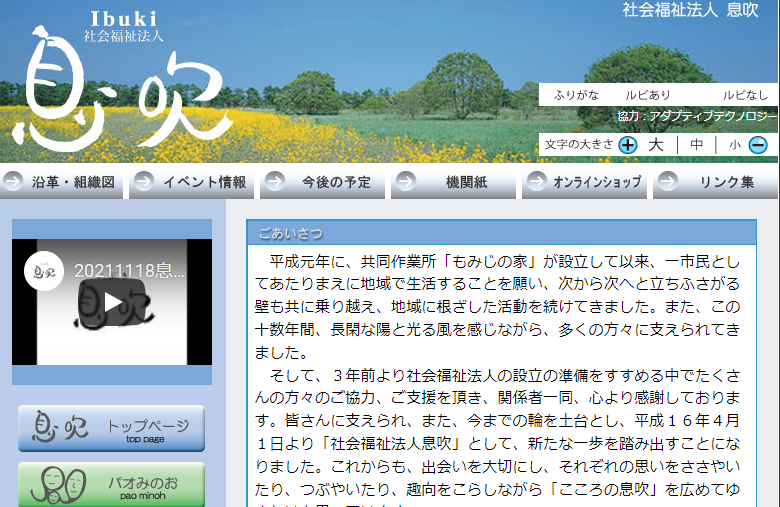 Ibuki
社会福祉法人
息吹
社会福祉法人 息吹
ふりがな ルビあり ルビなし
協力：アダプティブテクノロジー
文字の大きさ 大 中 小
沿革・組織図 イベント情報 今後の予定 機関紙 オンラインショップ リンク集
息吹 20211118息...
息吹
息吹 トップページ
top page
パオみのお
pao minoh
ごあいさつ
平成元年に、共同作業所「もみじの家」が設立して以来、一市民とし
てあたりまえに地域で生活することを願い、次から次へと立ちふさがる
壁も共に乗り越え、地域に根ざした活動を続けてきました。また、この
十数年間、長閑な陽と光る風を感じながら、多くの方々に支えられてき
ました。
そして、３年前より社会福祉法人の設立の準備をすすめる中でたくさ
んの方々のご協力、ご支援を頂き、関係者一同、心より感謝しておりま
す。皆さんに支えられ、また、今までの輪を土台とし、平成１６年４月
１日より「社会福祉法人息吹」として、新たな一歩を踏み出すことにな
りました。これからも、出会いを大切にし、それぞれの思いをささやい
たり、つぶやいたり、趣向をこらしながら「こころの息吹」を広めてゆ